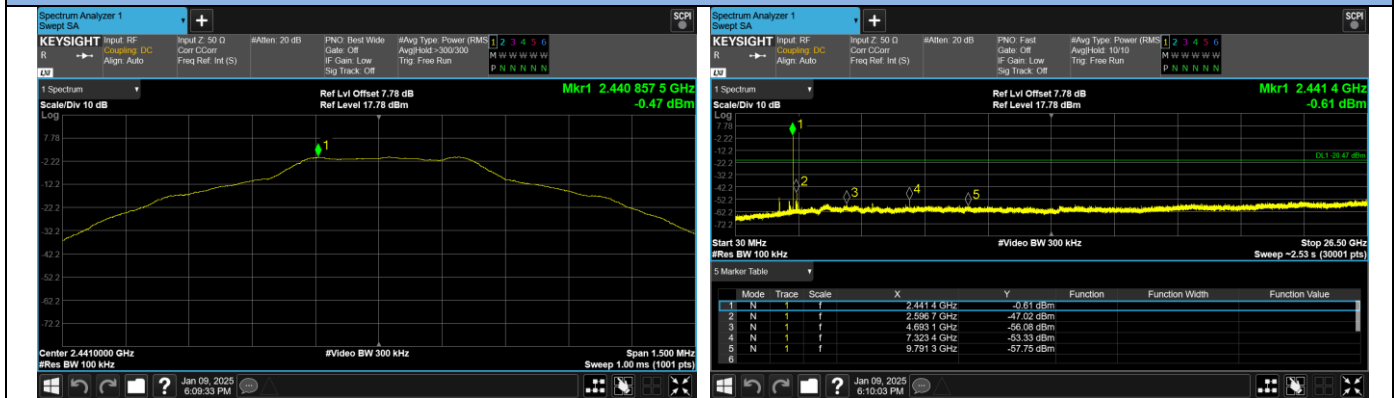 Spectrum Analyzer 1
Swept SA
+
SCPI
KEYSIGHT
R
LXI
Input: RF
Coupling: DC
Align: Auto
Input Z: 50 Ω
Corr CCorr
Freq Ref: Int (S)
#Atten: 20 dB
PNO: Best Wide
Gate: Off
IF Gain: Low
Sig Track: Off
#Avg Type: Power (RMS
Avg|Hold:>300/300
Trig: Free Run
1 2 3 4 5 6
M W W W W W
P N N N N N
1 Spectrum
Scale/Div 10 dB
Log
Ref Lvl Offset 7.78 dB
Ref Level 17.78 dBm
Mkr1 2.440 857 5 GHz
-0.47 dBm
7.78
1
-2.22
-12.2
-22.2
-32.2
-42.2
-52.2
-62.2
-72.2
Center 2.4410000 GHz
#Res BW 100 kHz
#Video BW 300 kHz
Span 1.500 MHz
Sweep 1.00 ms (1001 pts)
?
Jan 09, 2025
6:09:33 PM
Spectrum Analyzer 1
Swept SA
+
SCPI
KEYSIGHT
R
LXI
Input: RF
Coupling: DC
Align: Auto
Input Z: 50 Ω
Corr CCorr
Freq Ref: Int (S)
#Atten: 20 dB
PNO: Fast
Gate: Off
IF Gain: Low
Sig Track: Off
#Avg Type: Power (RMS
Avg|Hold: 10/10
Trig: Free Run
1 2 3 4 5 6
M W W W W W
P N N N N N
1 Spectrum
Scale/Div 10 dB
Log
Ref Lvl Offset 7.78 dB
Ref Level 17.78 dBm
Mkr1 2.441 4 GHz
-0.61 dBm
7.78
1
-2.22
-12.2
DL1 -20.47 dBm
-22.2
-32.2
-42.2
2 3 4 5
-52.2
-62.2
-72.2
Start 30 MHz
#Res BW 100 kHz
#Video BW 300 kHz
Stop 26.50 GHz
Sweep ~2.53 s (30001 pts)
5 Marker Table
Mode Trace Scale X Y Function Function Width Function Value
1 N 1 f 2.441 4 GHz -0.61 dBm
2 N 1 f 2.596 7 GHz -47.02 dBm
3 N 1 f 4.693 1 GHz -56.08 dBm
4 N 1 f 7.323 4 GHz -53.33 dBm
5 N 1 f 9.791 3 GHz -57.75 dBm
6
?
Jan 09, 2025
6:10:03 PM